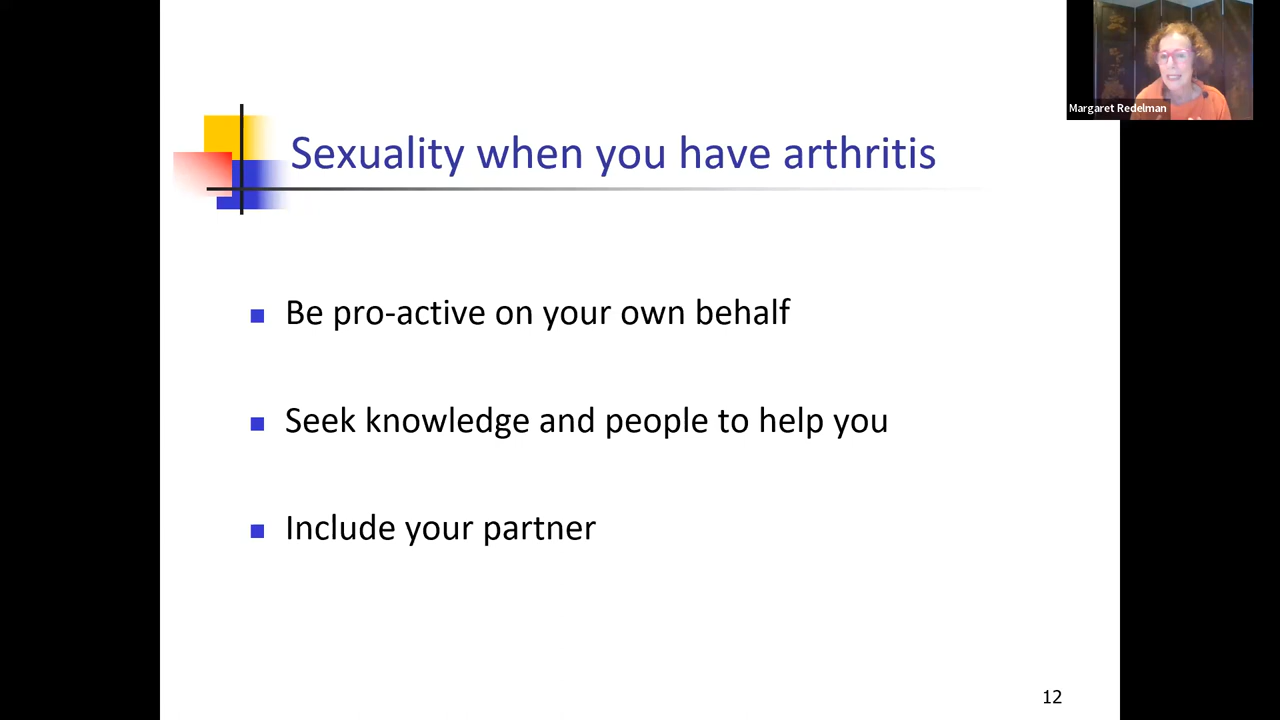 Margaret Redelman
Sexuality when you have arthritis
Be pro-active on your own behalf
Seek knowledge and people to help you
Include your partner
12